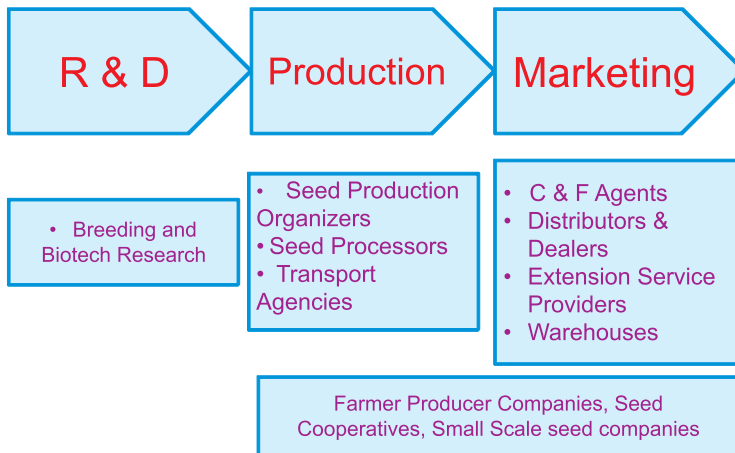 R & D
Production
Marketing
• Breeding and
Biotech Research
• Seed Production
Organizers
• Seed Processors
• Transport
Agencies
• C & F Agents
• Distributors &
Dealers
• Extension Service
Providers
• Warehouses
Farmer Producer Companies, Seed
Cooperatives, Small Scale seed companies